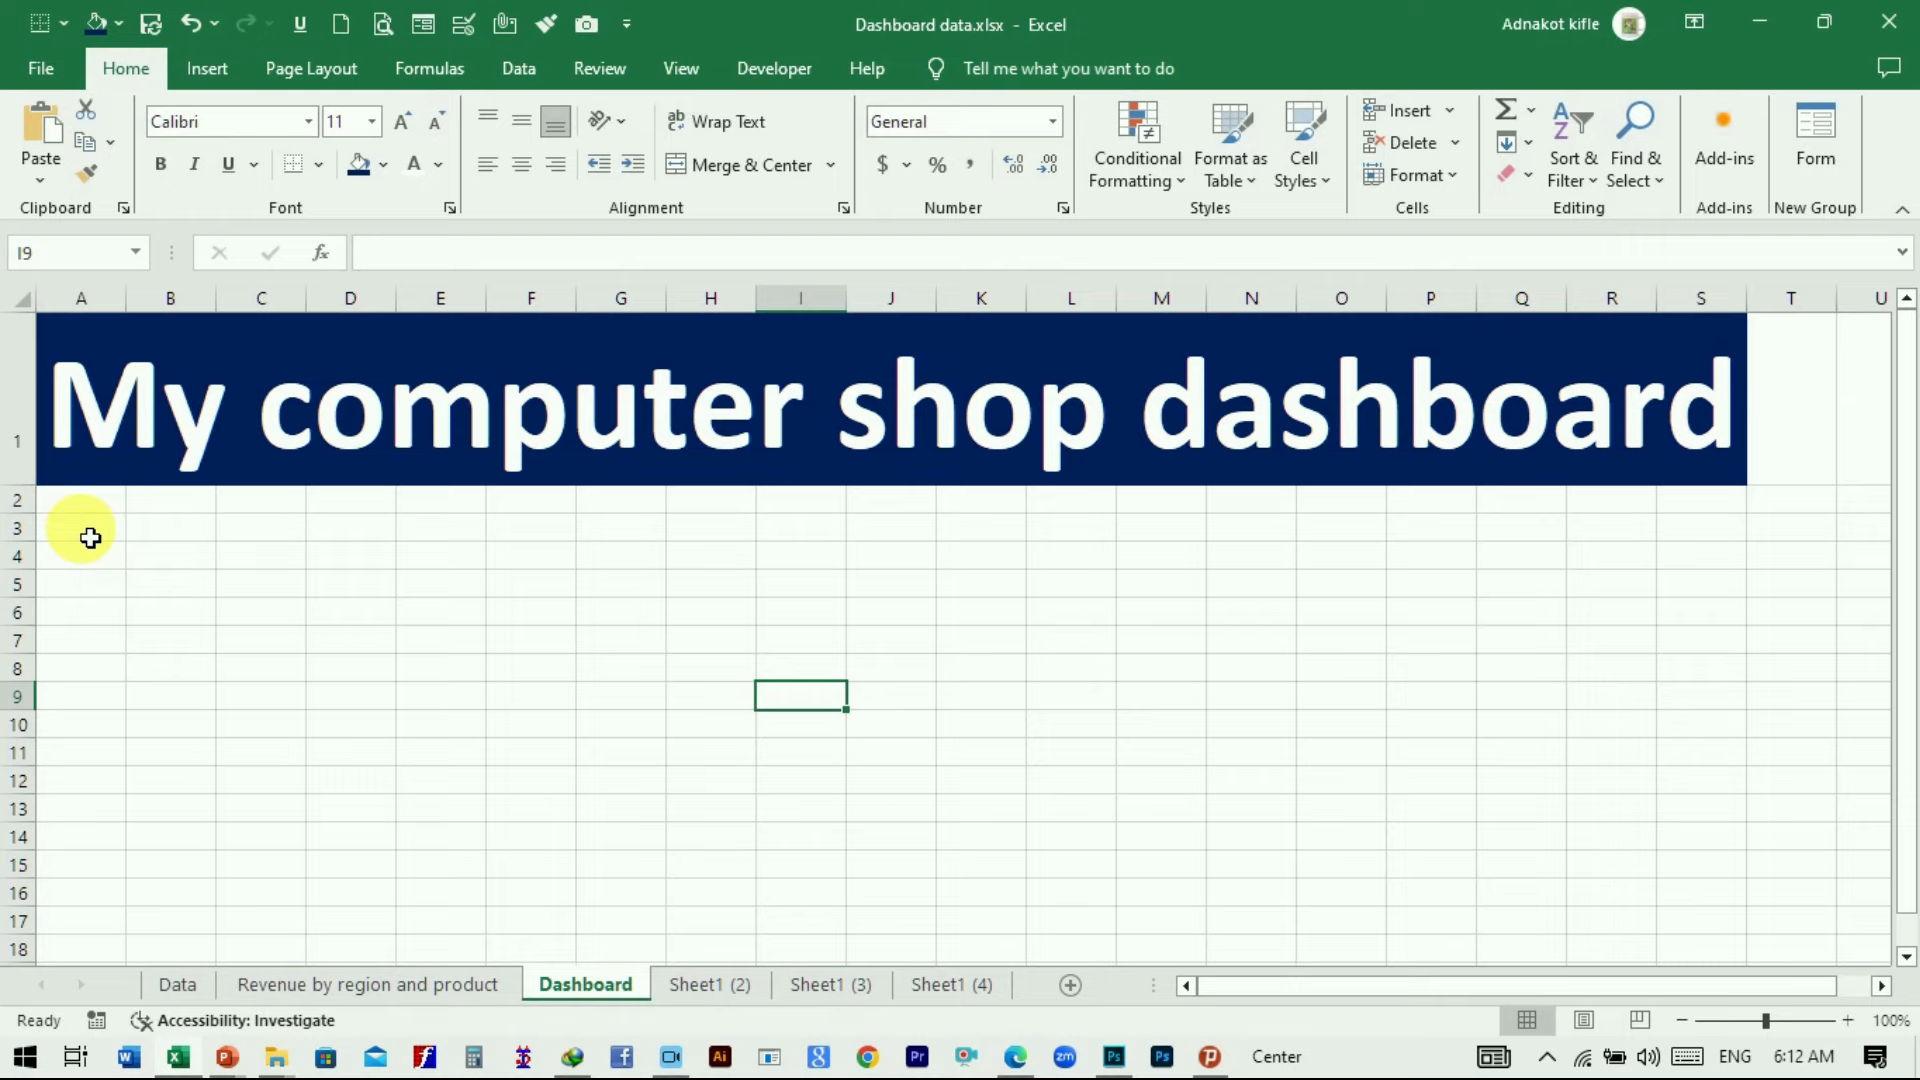 Dashboard data.xlsx - Excel
Adnakot kifle
File Home Insert Page Layout Formulas Data Review View Developer Help Tell me what you want to do
Paste
Clipboard
Calibri 11
B I U A
Font
Wrap Text
Merge & Center
Alignment
General
$ % ,
Number
Conditional Formatting
Format as Table
Cell Styles
Styles
Insert
Delete
Format
Cells
Sort & Filter
Find & Select
Editing
Add-ins
Add-ins
Form
New Group
I9
fx
A B C D E F G H I J K L M N O P Q R S T U
1
My computer shop dashboard
2
3
4
5
6
7
8
9
10
11
12
13
14
15
16
17
18
Data Revenue by region and product Dashboard Sheet1 (2) Sheet1 (3) Sheet1 (4)
Ready Accessibility: Investigate 100%
Center ENG 6:12 AM